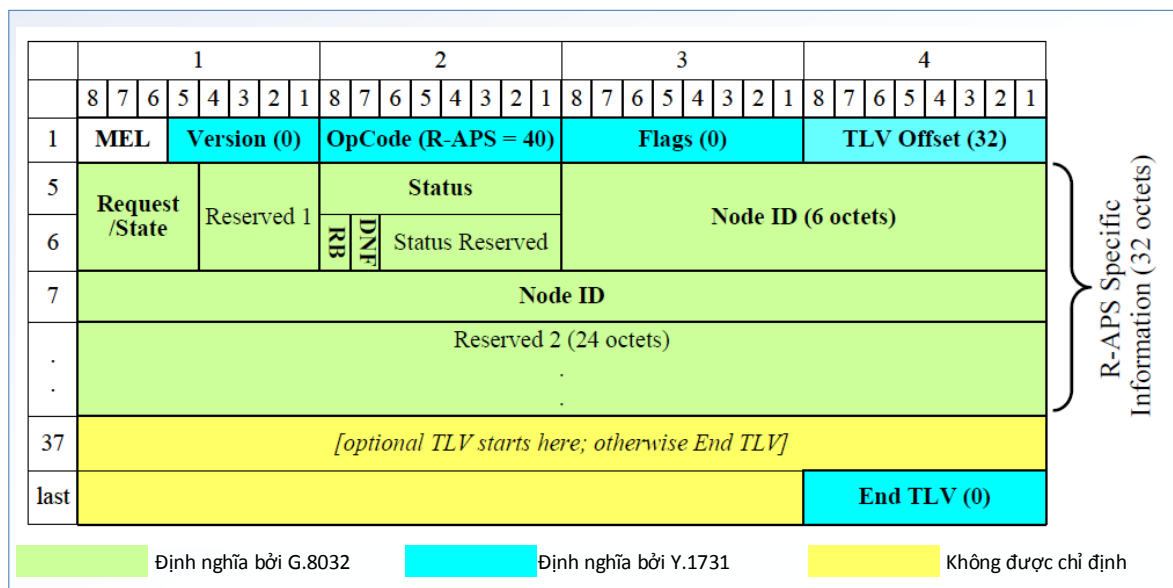 1 2 3 4
8 7 6 5 4 3 2 1 8 7 6 5 4 3 2 1 8 7 6 5 4 3 2 1 8 7 6 5 4 3 2 1
1 MEL Version (0) OpCode (R-APS = 40) Flags (0) TLV Offset (32)
5 Request /State Reserved 1 Status Node ID (6 octets)
6 RB DNF Status Reserved
7 Node ID
. Reserved 2 (24 octets) .
. .
37 [optional TLV starts here; otherwise End TLV]
last End TLV (0)
R-APS Specific
Information (32 octets)
Định nghĩa bởi G.8032 Định nghĩa bởi Y.1731 Không được chỉ định